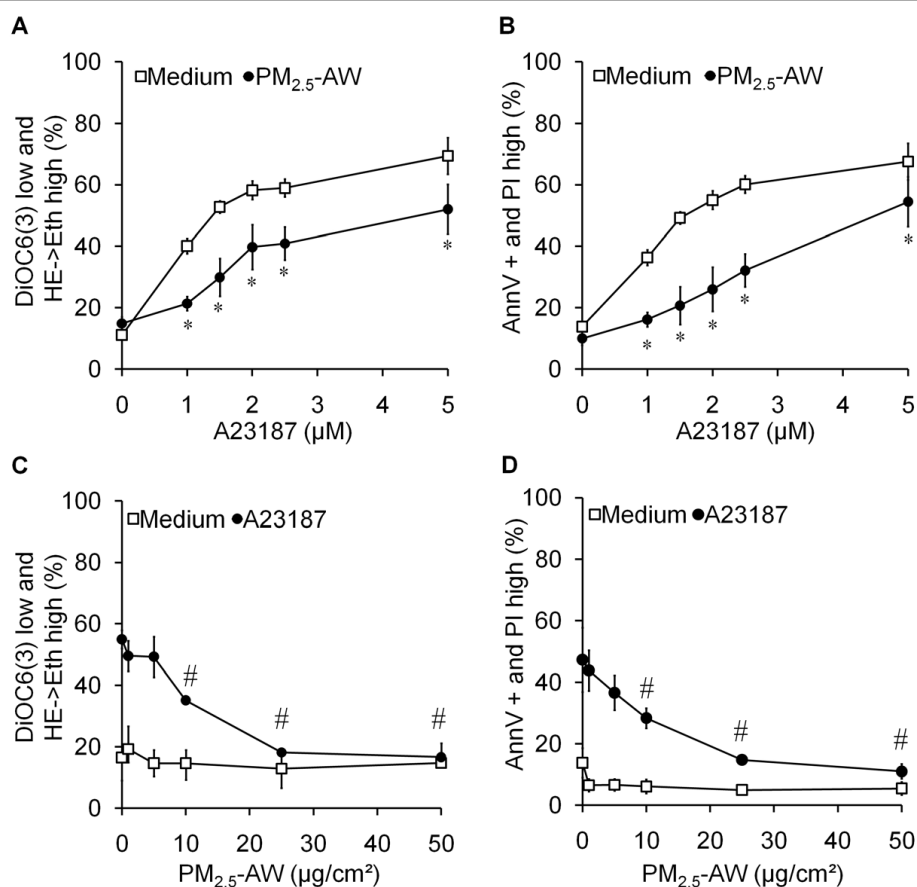 A
100
80
60
40
20
0
DiOC6(3) low and
HE->Eth high (%)
Medium PM2.5-AW
* * * * *
0 1 2 3 4 5
A23187 (µM)
B
100
80
60
40
20
0
AnnV + and PI high (%)
Medium PM2.5-AW
* * * * *
0 1 2 3 4 5
A23187 (µM)
C
100
80
60
40
20
0
DiOC6(3) low and
HE->Eth high (%)
Medium A23187
# # #
0 10 20 30 40 50
PM2.5-AW (µg/cm²)
D
100
80
60
40
20
0
AnnV + and PI high (%)
Medium A23187
# # #
0 10 20 30 40 50
PM2.5-AW (µg/cm²)